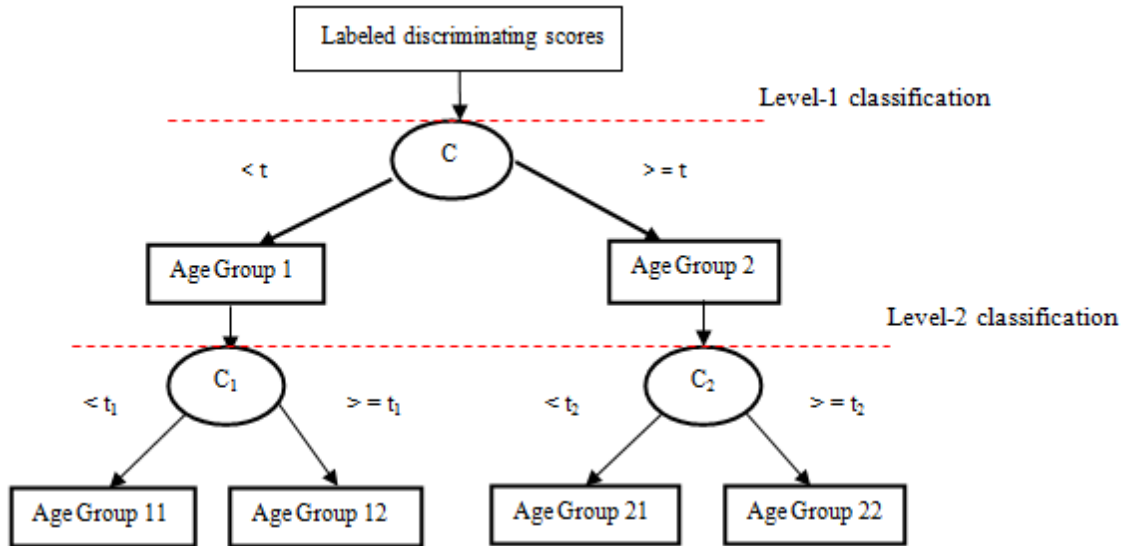 Labeled discriminating scores
Level-1 classification
C
< t
> = t
Age Group 1
Age Group 2
Level-2 classification
C₁
C₂
< t₁
> = t₁
< t₂
> = t₂
Age Group 11
Age Group 12
Age Group 21
Age Group 22